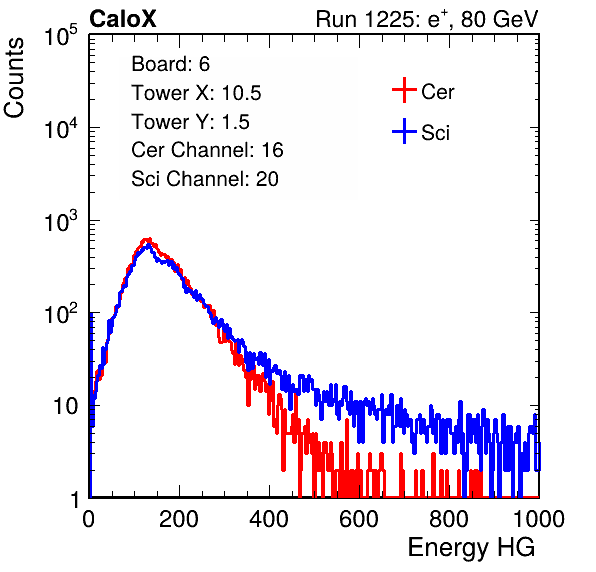 CaloX Run 1225: e⁺, 80 GeV
Board: 6
Tower X: 10.5
Tower Y: 1.5
Cer Channel: 16
Sci Channel: 20
Cer
Sci
Counts
10⁵
10⁴
10³
10²
10
1
0 200 400 600 800 1000
Energy HG